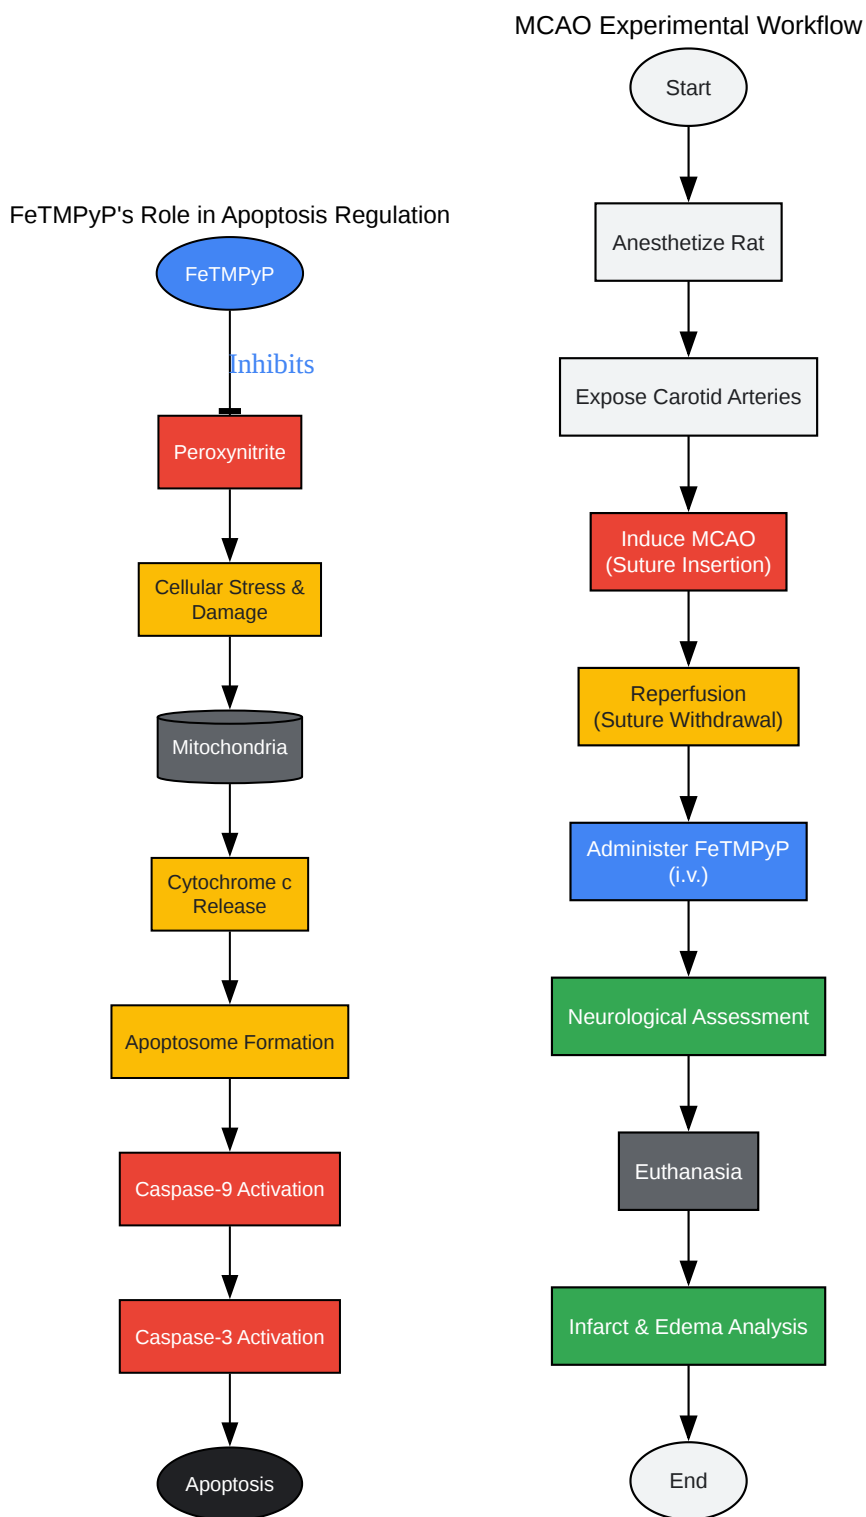 FeTMPyP's Role in Apoptosis Regulation
FeTMPyP
Inhibits
Peroxynitrite
Cellular Stress &
Damage
Mitochondria
Cytochrome c
Release
Apoptosome Formation
Caspase-9 Activation
Caspase-3 Activation
Apoptosis
MCAO Experimental Workflow
Start
Anesthetize Rat
Expose Carotid Arteries
Induce MCAO
(Suture Insertion)
Reperfusion
(Suture Withdrawal)
Administer FeTMPyP
(i.v.)
Neurological Assessment
Euthanasia
Infarct & Edema Analysis
End